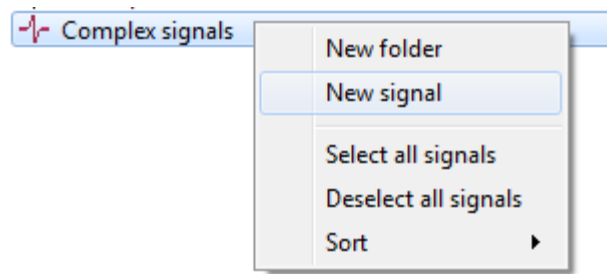 Complex signals
New folder
New signal
Select all signals
Deselect all signals
Sort